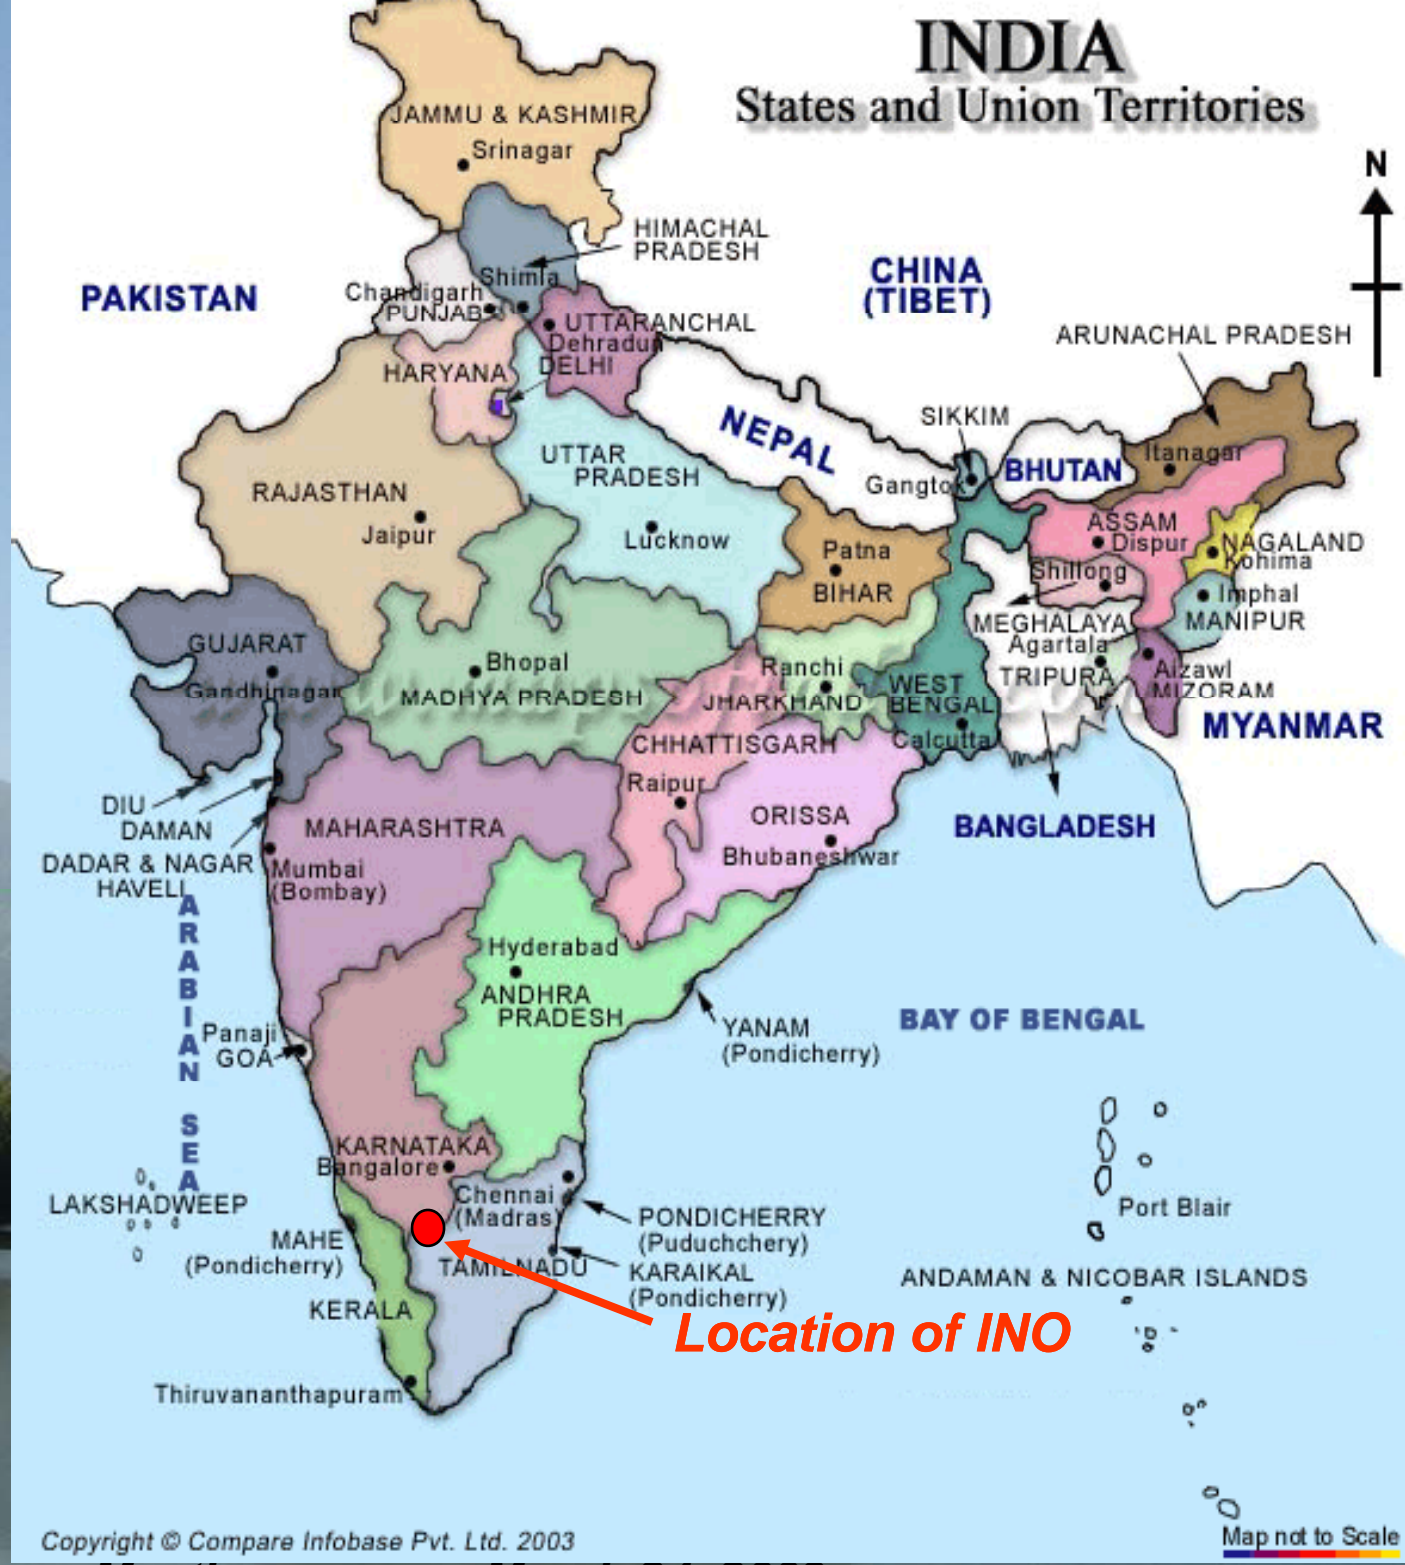 INDIA
States and Union Territories
N
JAMMU & KASHMIR
Srinagar
HIMACHAL
PRADESH
PAKISTAN
CHINA
(TIBET)
Shimla
Chandigarh
PUNJAB
UTTARANCHAL
Dehradun
DELHI
HARYANA
ARUNACHAL PRADESH
NEPAL
SIKKIM
BHUTAN
Itanagar
Gangtok
UTTAR
PRADESH
Lucknow
RAJASTHAN
Jaipur
Patna
BIHAR
ASSAM
Dispur
NAGALAND
Kohima
Shillong
MEGHALAYA
Imphal
MANIPUR
Agartala
TRIPURA
Aizawl
MIZORAM
MYANMAR
GUJARAT
Gandhinagar
Bhopal
MADHYA PRADESH
Ranchi
JHARKHAND
WEST
BENGAL
Calcutta
CHHATTISGARH
Raipur
ORISSA
Bhubaneshwar
BANGLADESH
DIU
DAMAN
DADAR & NAGAR
HAVELI
MAHARASHTRA
Mumbai
(Bombay)
ARABIAN SEA
Hyderabad
ANDHRA
PRADESH
YANAM
(Pondicherry)
BAY OF BENGAL
Panaji
GOA
KARNATAKA
Bangalore
Chennai
(Madras)
LAKSHADWEEP
MAHE
(Pondicherry)
PONDICHERRY
(Puduchchery)
TAMILNADU
KARAIKAL
(Pondicherry)
Port Blair
ANDAMAN & NICOBAR ISLANDS
KERALA
Location of INO
Thiruvananthapuram
Copyright © Compare Infobase Pvt. Ltd. 2003
Map not to Scale